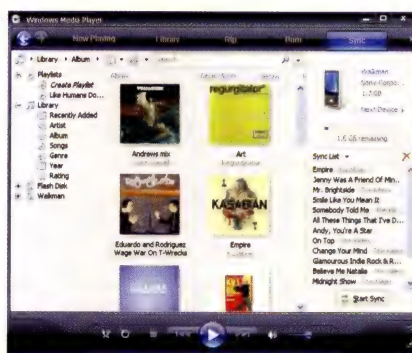 Windows Media Player
Now Playing
Library
Rip
Burn
Sync
Library
Album
Playlists
Create Playlist
Like Humans Do...
Library
Recently Added
Artist
Album
Songs
Genre
Year
Rating
Flash Disk
Walkman
Andrews mix
regurgitator
Art
Eduardo and Rodriguez
Wage War On T-Wrecks
KASABIAN
Empire
Walkman
Next Device
1.6 GB remaining
Sync List
Empire
Jenny Was A Friend Of Min...
Mr. Brightside
Smile Like You Mean It
Somebody Told Me
All These Things That I've D...
Andy, You're A Star
On Top
Change Your Mind
Glamourous Indie Rock & R...
Believe Me Natalie
Midnight Show
Start Sync